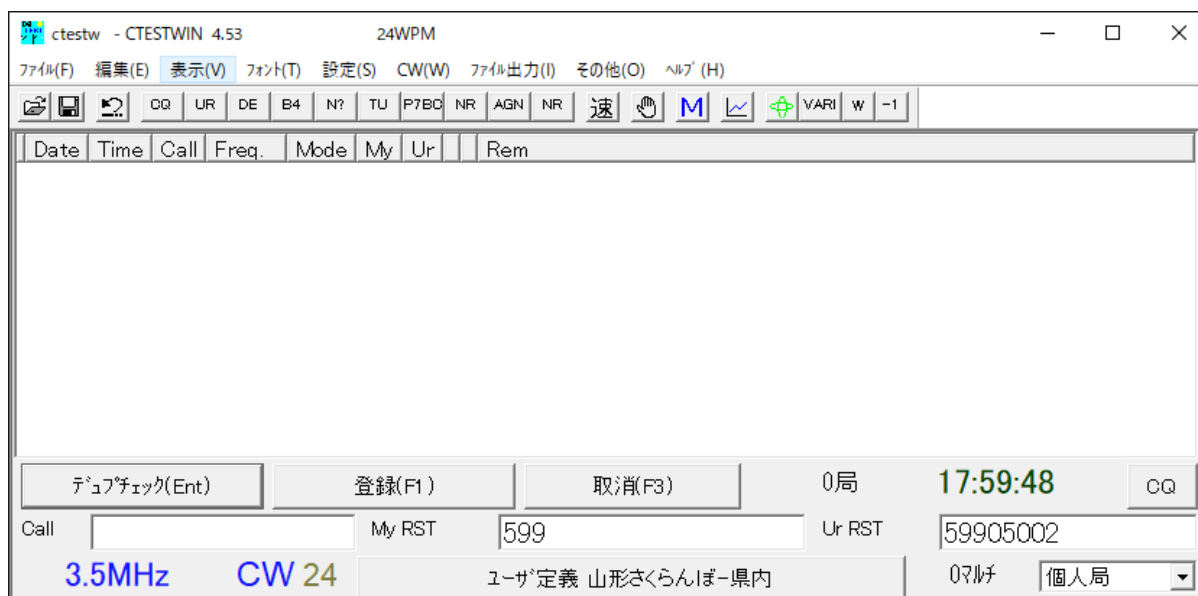 ctestw - CTESTWIN 4.53 24WPM
ﾌｧｲﾙ(F) 編集(E) 表示(V) ﾌｫﾝﾄ(T) 設定(S) CW(W) ﾌｧｲﾙ出力(I) その他(O) ﾍﾙﾌﾟ(H)
CQ UR DE B4 N? TU P7BC NR AGN NR 速 M VARI W -1
Date Time Call Freq. Mode My Ur Rem
ﾃﾞｭﾌﾟﾁｪｯｸ(Ent) 登録(F1) 取消(F3) 0局 17:59:48 CQ
Call My RST 599 Ur RST 59905002
3.5MHz CW 24 ﾕｰｻﾞ定義 山形さくらんぼー県内 0ﾏﾙﾁ 個人局